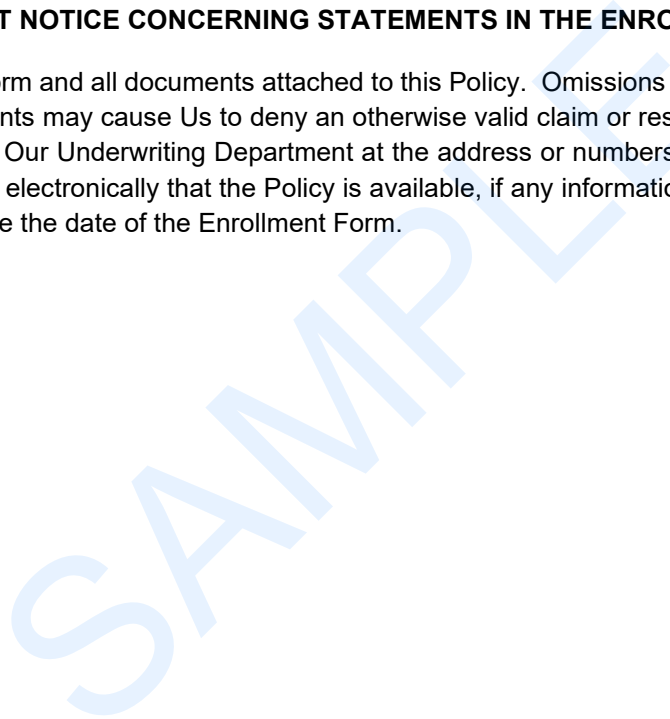 T NOTICE CONCERNING STATEMENTS IN THE ENRO
orm and all documents attached to this Policy.  Omissions
nts may cause Us to deny an otherwise valid claim or res
Our Underwriting Department at the address or numbers
electronically that the Policy is available, if any informatio
e the date of the Enrollment Form.
SAMPLE